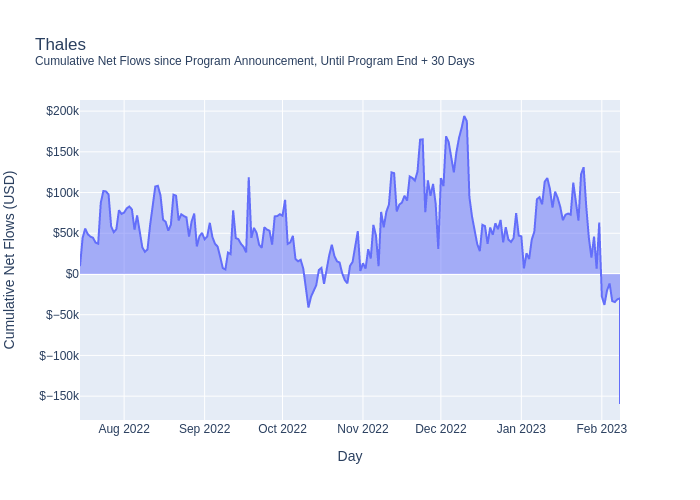 Thales
Cumulative Net Flows since Program Announcement, Until Program End + 30 Days
Cumulative Net Flows (USD)
$200k
$150k
$100k
$50k
$0
$−50k
$−100k
$−150k
Aug 2022 Sep 2022 Oct 2022 Nov 2022 Dec 2022 Jan 2023 Feb 2023
Day